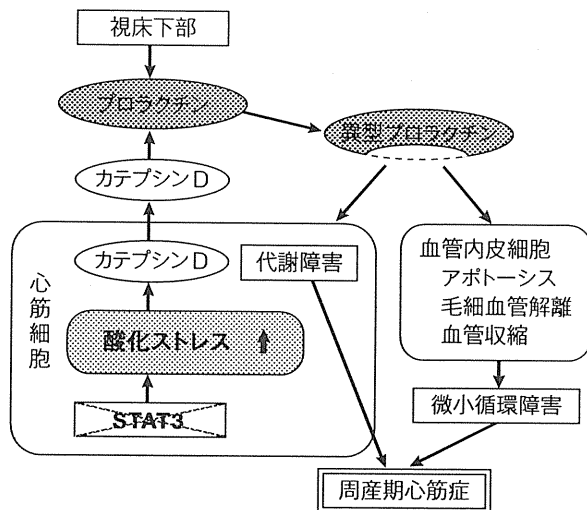 視床下部
プロラクチン
異型プロラクチン
カテプシン D
カテプシン D
代謝障害
血管内皮細胞
アポトーシス
毛細血管解離
血管収縮
心筋細胞
酸化ストレス
STAT3
微小循環障害
周産期心筋症